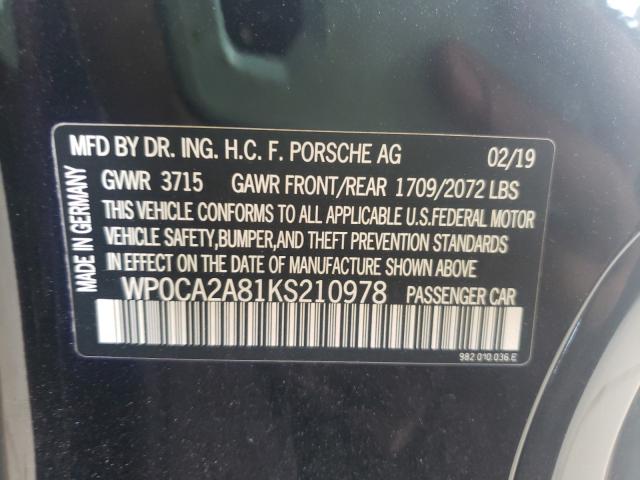 MFD BY DR. ING. H.C. F. PORSCHE AG 02/19
GVWR 3715 GAWR FRONT/REAR 1709/2072 LBS
THIS VEHICLE CONFORMS TO ALL APPLICABLE U.S.FEDERAL MOTOR
VEHICLE SAFETY,BUMPER,AND THEFT PREVENTION STANDARDS
IN EFFECT ON THE DATE OF MANUFACTURE SHOWN ABOVE
WP0CA2A81KS210978 PASSENGER CAR
982 010 036 E
MADE IN GERMANY